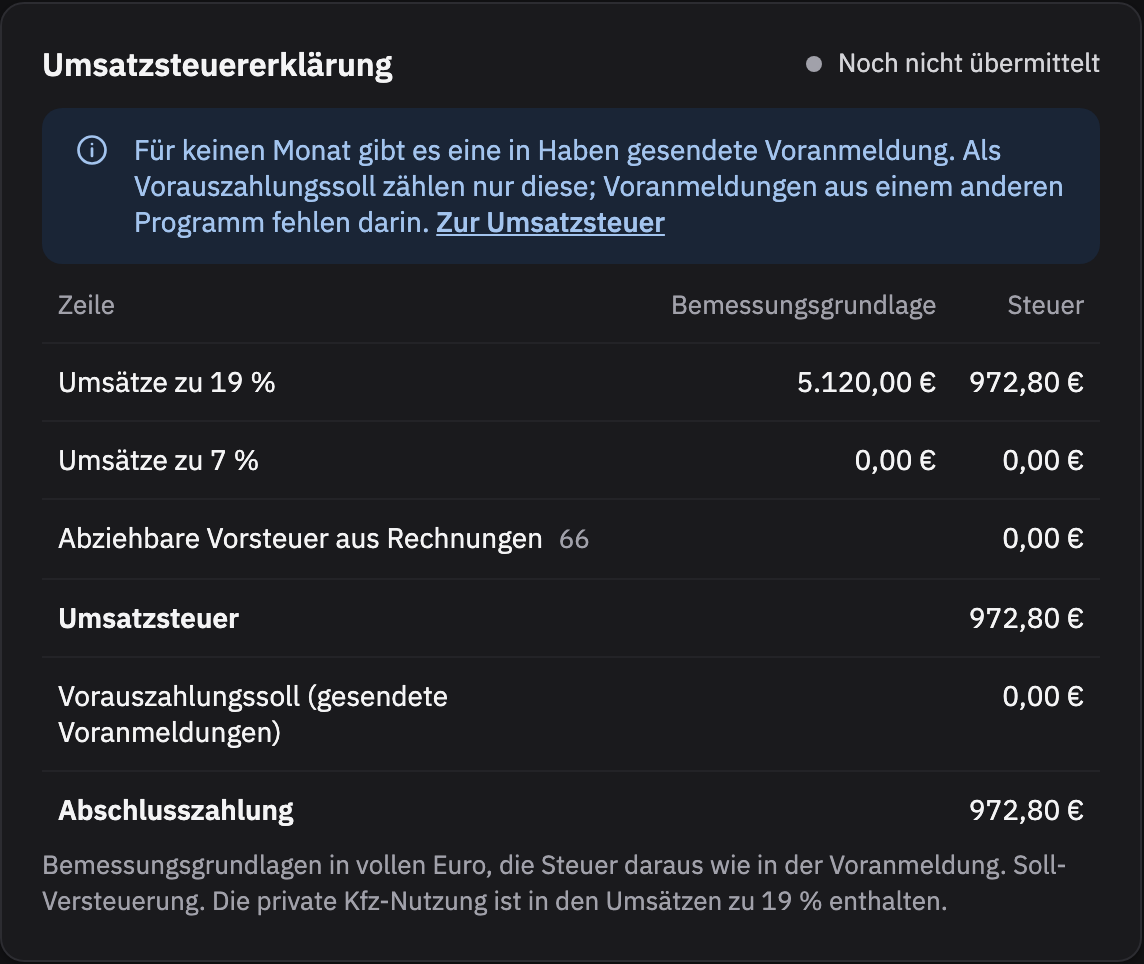 Umsatzsteuererklärung
Noch nicht übermittelt
Für keinen Monat gibt es eine in Haben gesendete Voranmeldung. Als
Vorauszahlungssoll zählen nur diese; Voranmeldungen aus einem anderen
Programm fehlen darin. Zur Umsatzsteuer
Zeile Bemessungsgrundlage Steuer
Umsätze zu 19 % 5.120,00 € 972,80 €
Umsätze zu 7 % 0,00 € 0,00 €
Abziehbare Vorsteuer aus Rechnungen 66 0,00 €
Umsatzsteuer 972,80 €
Vorauszahlungssoll (gesendete 0,00 €
Voranmeldungen)
Abschlusszahlung 972,80 €
Bemessungsgrundlagen in vollen Euro, die Steuer daraus wie in der Voranmeldung. Soll-
Versteuerung. Die private Kfz-Nutzung ist in den Umsätzen zu 19 % enthalten.